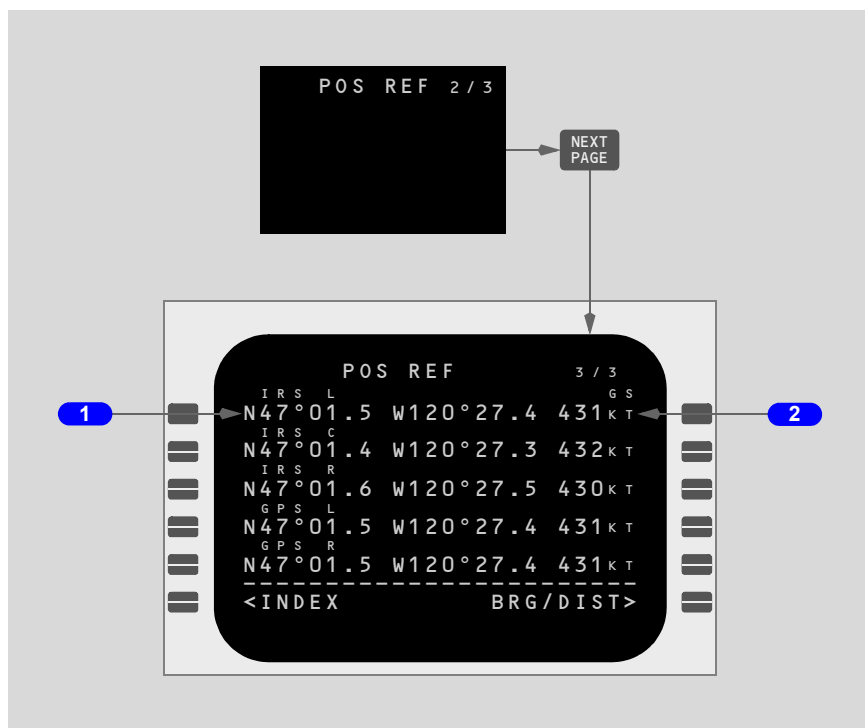 POS REF 2/3
NEXT
PAGE
POS REF 3/3
IRS L GS
1 N47°01.5 W120°27.4 431KT 2
IRS C
N47°01.4 W120°27.3 432KT
IRS R
N47°01.6 W120°27.5 430KT
GPS L
N47°01.5 W120°27.4 431KT
GPS R
N47°01.5 W120°27.4 431KT
------------------------
<INDEX BRG/DIST>